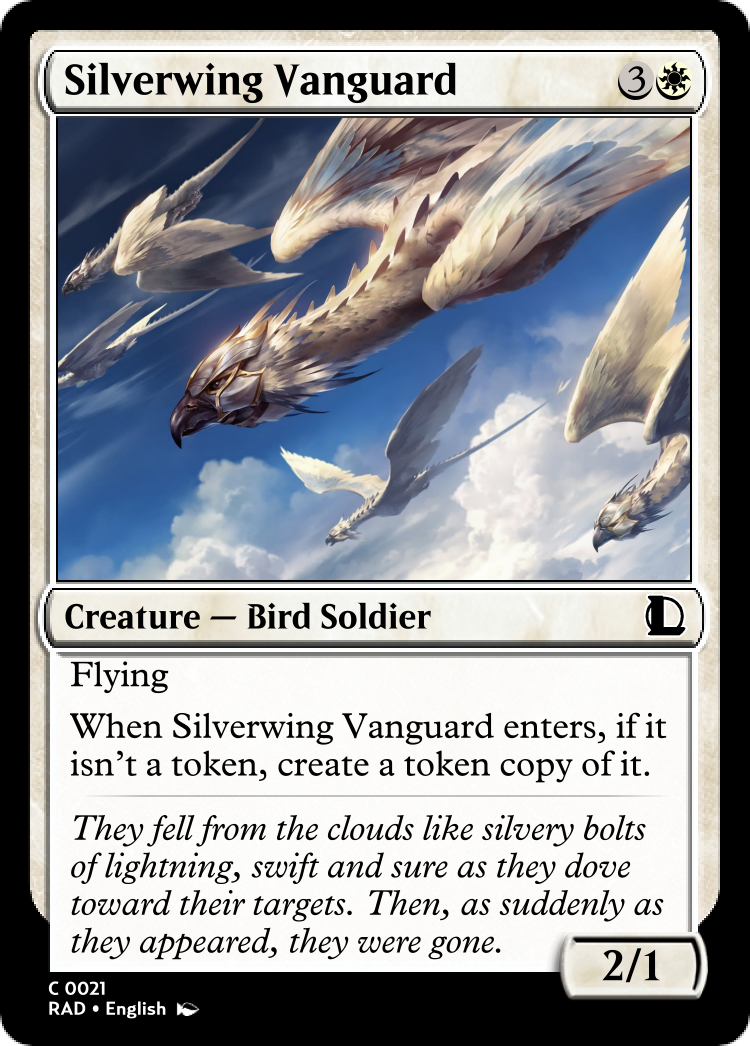 Silverwing Vanguard 3
Creature — Bird Soldier
Flying
When Silverwing Vanguard enters, if it
isn't a token, create a token copy of it.
They fell from the clouds like silvery bolts
of lightning, swift and sure as they dove
toward their targets. Then, as suddenly as
they appeared, they were gone.
2/1
C 0021
RAD • English